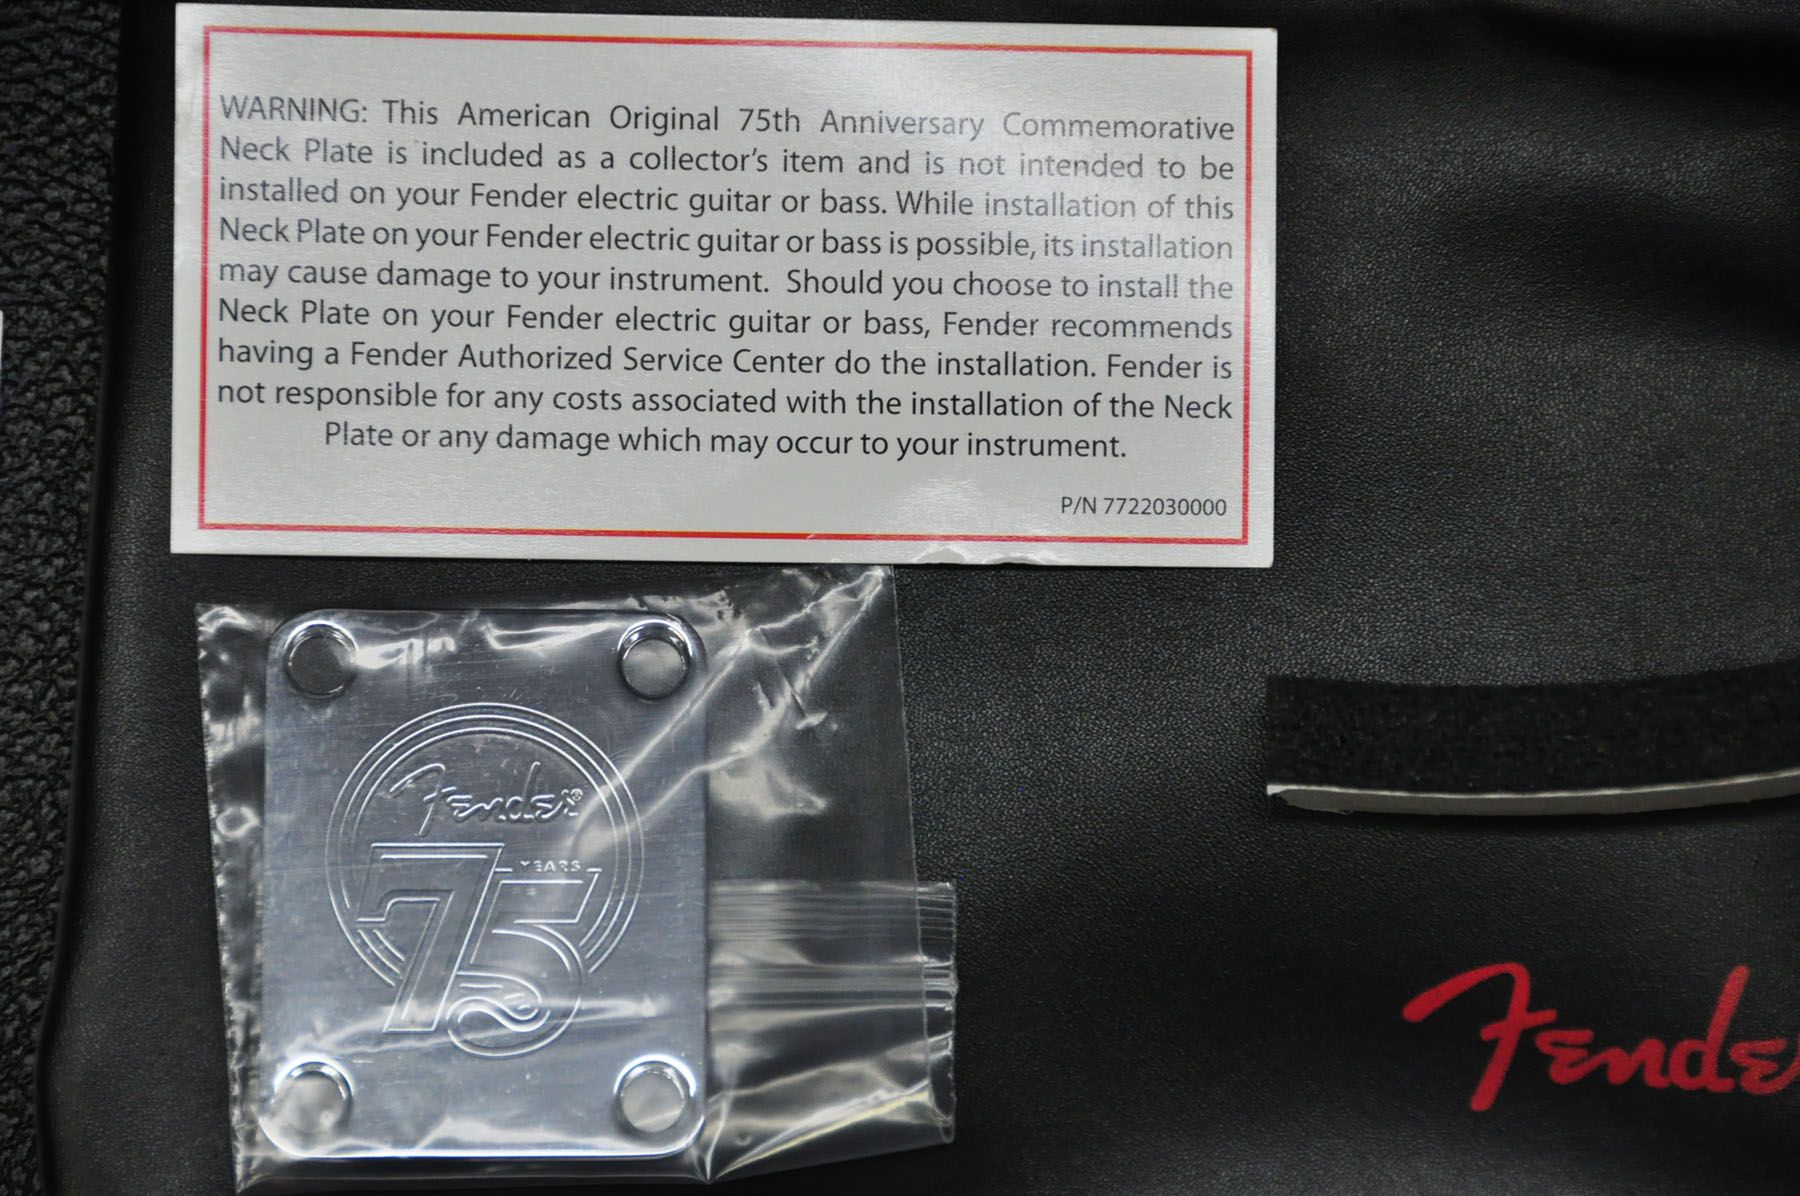 WARNING: This American Original 75th Anniversary Commemorative
Neck Plate is included as a collector's item and is not intended to be
installed on your Fender electric guitar or bass. While installation of this
Neck Plate on your Fender electric guitar or bass is possible, its installation
may cause damage to your instrument. Should you choose to install the
Neck Plate on your Fender electric guitar or bass, Fender recommends
having a Fender Authorized Service Center do the installation. Fender is
not responsible for any costs associated with the installation of the Neck
Plate or any damage which may occur to your instrument.
P/N 7722030000
Fender®
YEARS
75
Fende